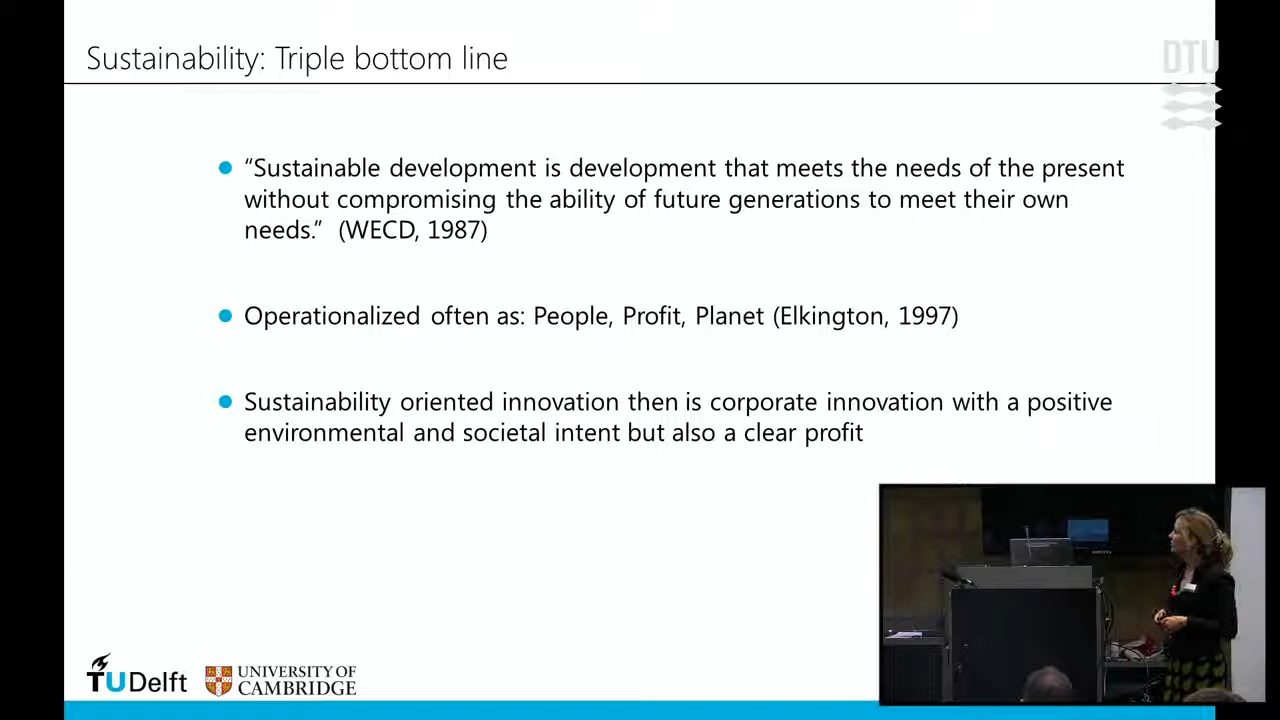 Sustainability: Triple bottom line
DTU
“Sustainable development is development that meets the needs of the present
without compromising the ability of future generations to meet their own
needs.” (WECD, 1987)
Operationalized often as: People, Profit, Planet (Elkington, 1997)
Sustainability oriented innovation then is corporate innovation with a positive
environmental and societal intent but also a clear profit
TUDelft
UNIVERSITY OF
CAMBRIDGE